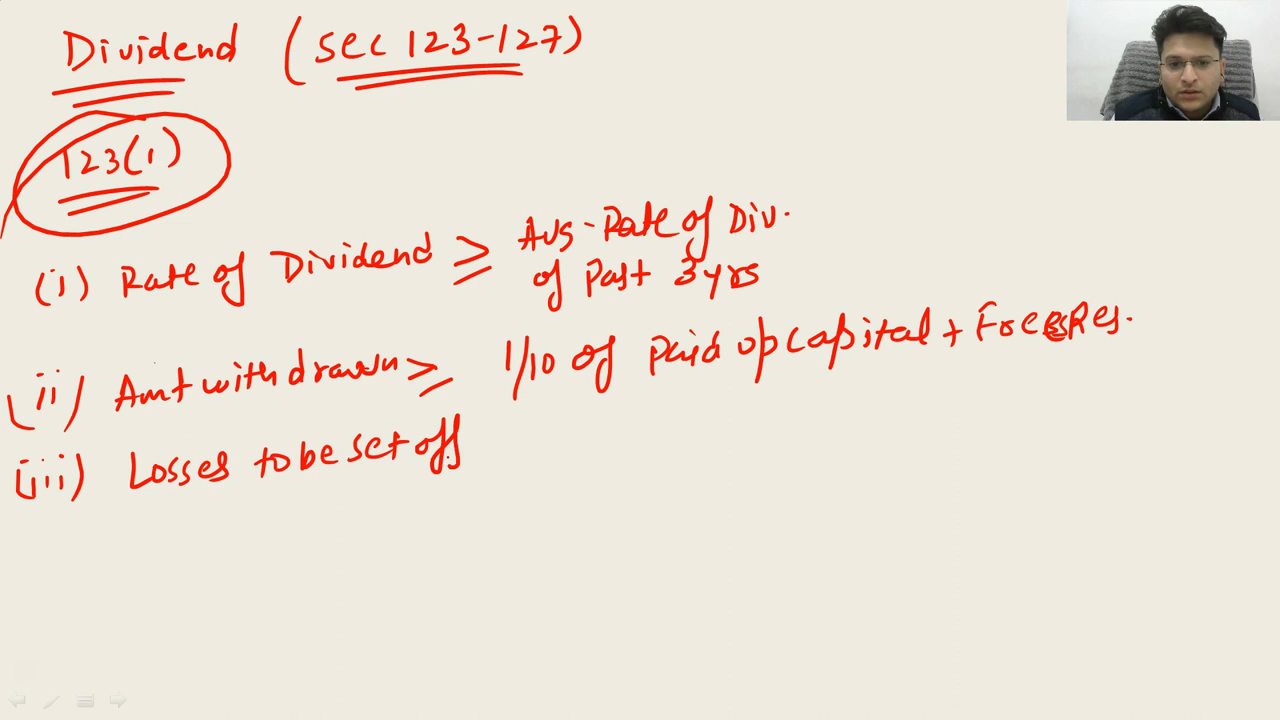 Dividend (Sec 123-127)
123(1)
(i) Rate of Dividend ≥ Avg-Rate of Div.
of Past 3 yrs
(ii) Amt withdrawn ≥ 1/10 of Paid up capital + Free Res.
(iii) Losses to be set off